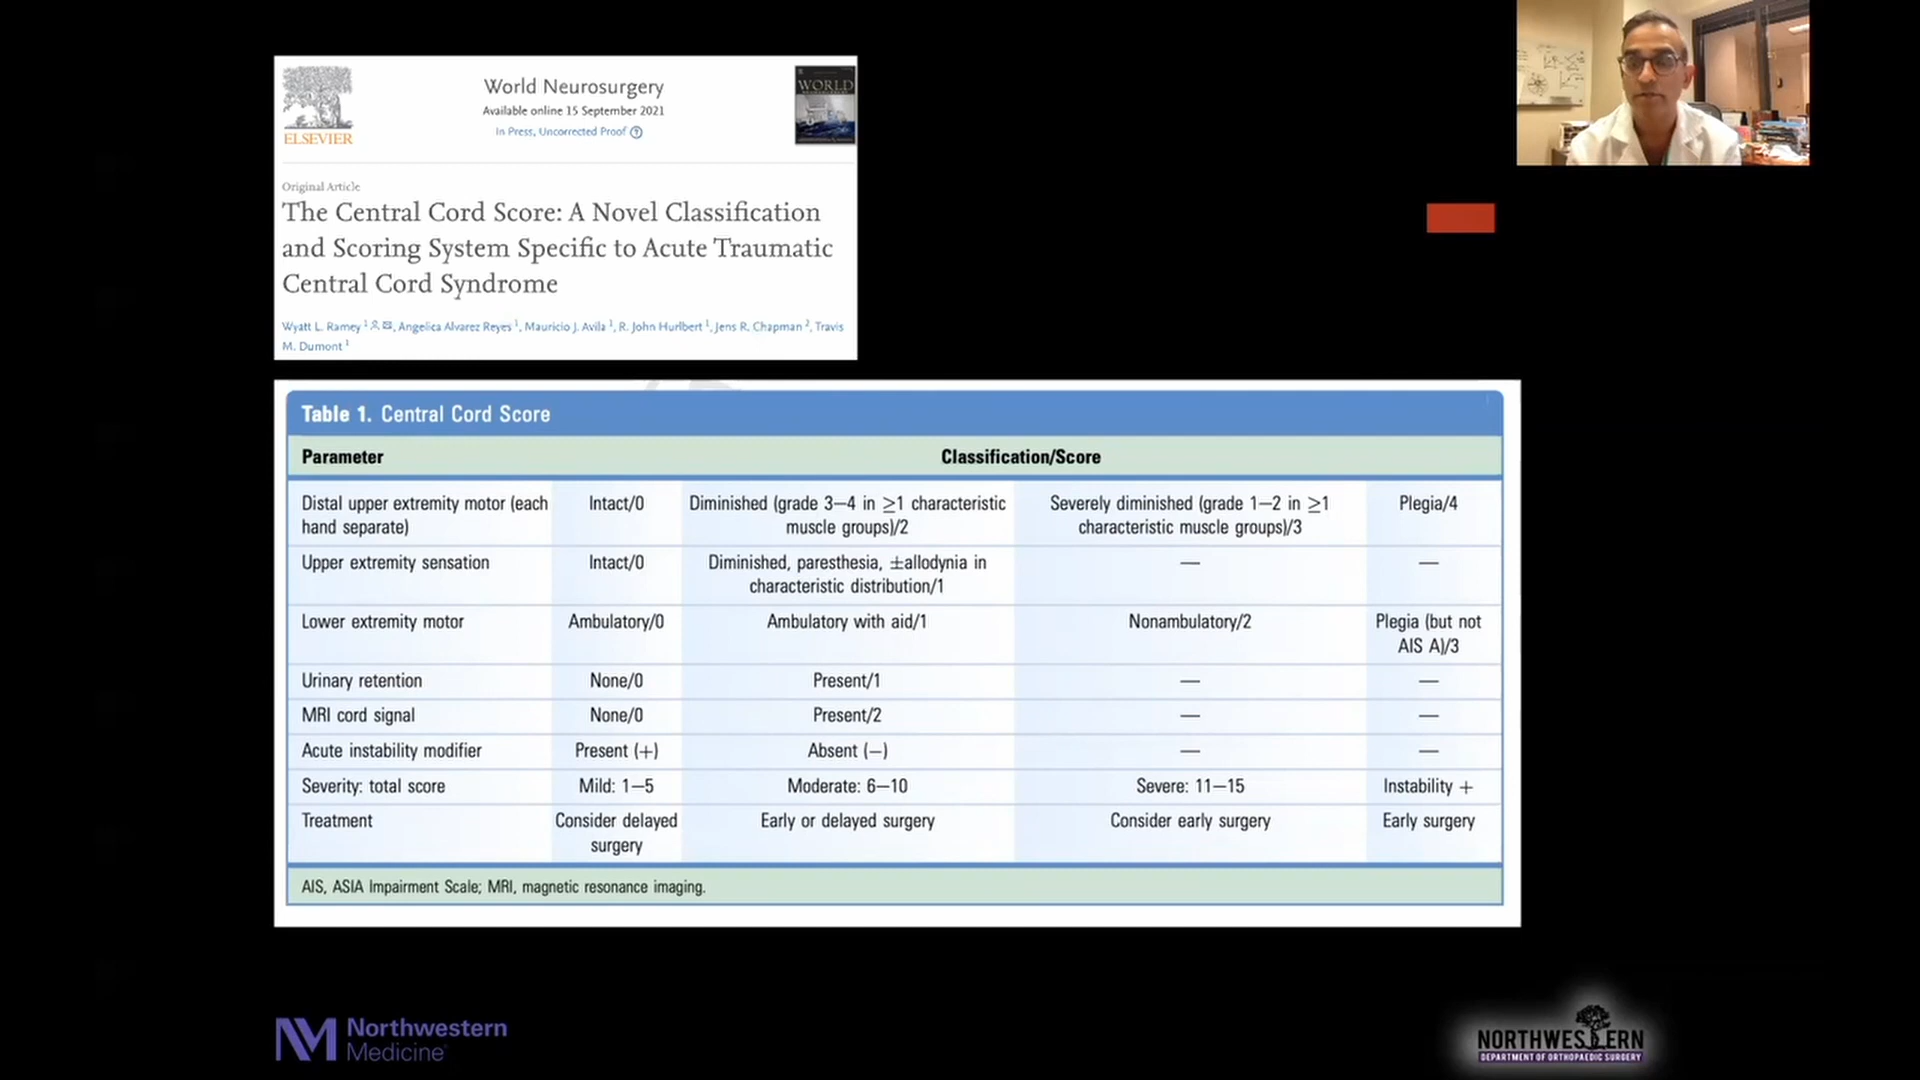 ELSEVIER
World Neurosurgery
Available online 15 September 2021
In Press, Uncorrected Proof ?
WORLD
Original Article
The Central Cord Score: A Novel Classification
and Scoring System Specific to Acute Traumatic
Central Cord Syndrome
Wyatt L. Ramey 1, Angelica Alvarez Reyes 1, Mauricio J. Avila 1, R. John Hurlbert 1, Jens R. Chapman 2, Travis
M. Dumont 1
Table 1. Central Cord Score
Parameter Classification/Score
Distal upper extremity motor (each Intact/0 Diminished (grade 3–4 in ≥1 characteristic Severely diminished (grade 1–2 in ≥1 Plegia/4
hand separate) muscle groups)/2 characteristic muscle groups)/3
Upper extremity sensation Intact/0 Diminished, paresthesia, ±allodynia in — —
characteristic distribution/1
Lower extremity motor Ambulatory/0 Ambulatory with aid/1 Nonambulatory/2 Plegia (but not
AIS A)/3
Urinary retention None/0 Present/1 — —
MRI cord signal None/0 Present/2 — —
Acute instability modifier Present (+) Absent (−) — —
Severity: total score Mild: 1–5 Moderate: 6–10 Severe: 11–15 Instability +
Treatment Consider delayed Early or delayed surgery Consider early surgery Early surgery
surgery
AIS, ASIA Impairment Scale; MRI, magnetic resonance imaging.
NM Northwestern
Medicine
NORTHWESTERN
DEPARTMENT OF ORTHOPAEDIC SURGERY